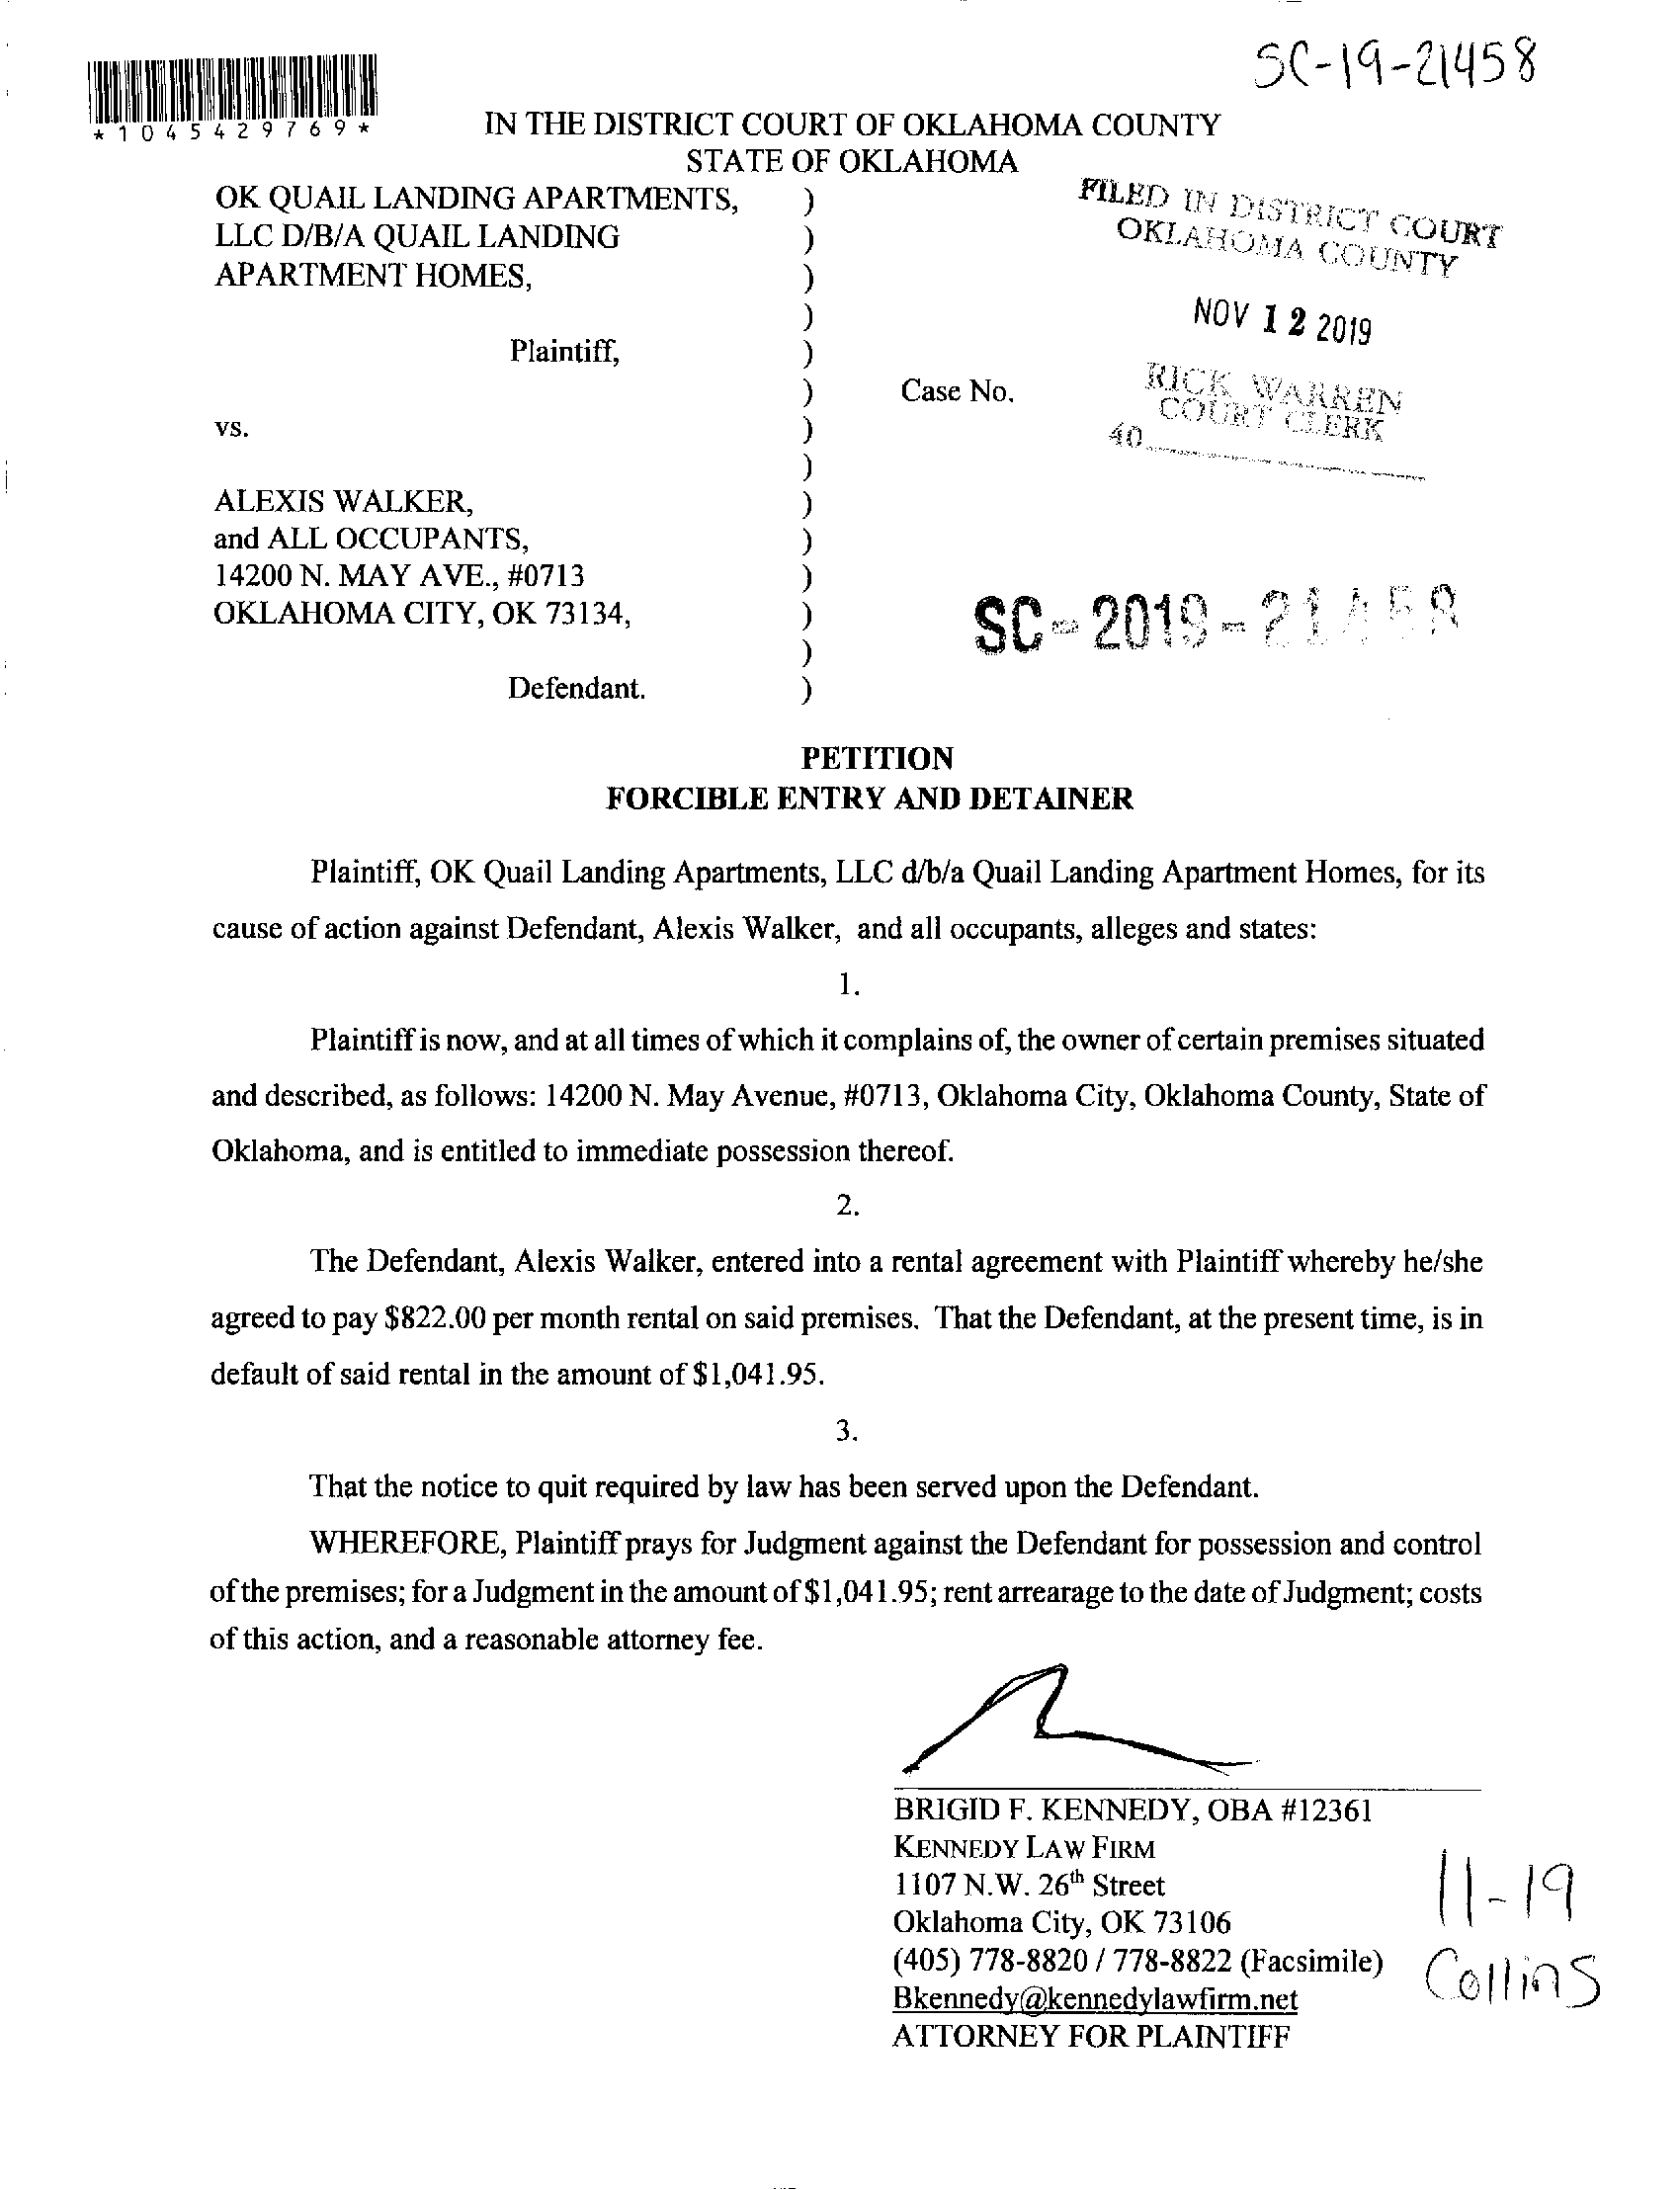 SC-19-21458
*1045429769*
IN THE DISTRICT COURT OF OKLAHOMA COUNTY
STATE OF OKLAHOMA
OK QUAIL LANDING APARTMENTS, )
LLC D/B/A QUAIL LANDING )
APARTMENT HOMES, )
)
Plaintiff, )
) Case No.
vs. )
)
ALEXIS WALKER, )
and ALL OCCUPANTS, )
14200 N. MAY AVE., #0713 )
OKLAHOMA CITY, OK 73134, )
)
Defendant. )
FILED IN DISTRICT COURT
OKLAHOMA COUNTY
NOV 12 2019
RICK WARREN
COURT CLERK
40
SC-2019-21458
PETITION
FORCIBLE ENTRY AND DETAINER
Plaintiff, OK Quail Landing Apartments, LLC d/b/a Quail Landing Apartment Homes, for its
cause of action against Defendant, Alexis Walker, and all occupants, alleges and states:
1.
Plaintiff is now, and at all times of which it complains of, the owner of certain premises situated
and described, as follows: 14200 N. May Avenue, #0713, Oklahoma City, Oklahoma County, State of
Oklahoma, and is entitled to immediate possession thereof.
2.
The Defendant, Alexis Walker, entered into a rental agreement with Plaintiff whereby he/she
agreed to pay $822.00 per month rental on said premises. That the Defendant, at the present time, is in
default of said rental in the amount of $1,041.95.
3.
That the notice to quit required by law has been served upon the Defendant.
WHEREFORE, Plaintiff prays for Judgment against the Defendant for possession and control
of the premises; for a Judgment in the amount of $1,041.95; rent arrearage to the date of Judgment; costs
of this action, and a reasonable attorney fee.
BRIGID F. KENNEDY, OBA #12361
KENNEDY LAW FIRM
1107 N.W. 26th Street
Oklahoma City, OK 73106
(405) 778-8820 / 778-8822 (Facsimile)
Bkennedy@kennedylawfirm.net
ATTORNEY FOR PLAINTIFF
11-19
Collins